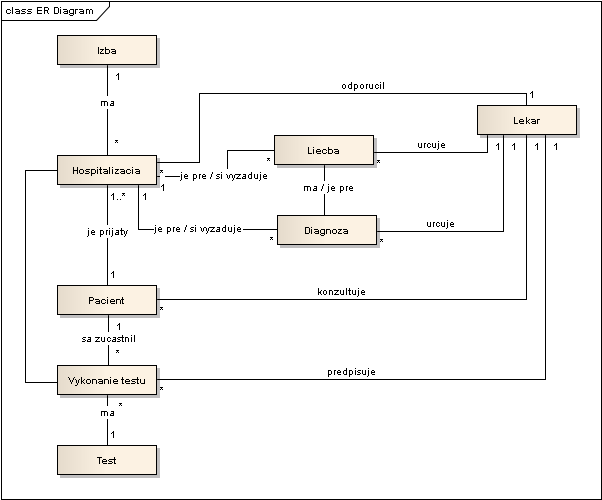 class ER Diagram
Izba
1
ma
*
odporucil
1
Lekar
Liecba
urcuje
1 1 1 1
Hospitalizacia
*
je pre / si vyzaduje
*
*
1
ma / je pre
1..*
1
je prijaty
je pre / si vyzaduje
*
Diagnoza
*
urcuje
1
Pacient
*
konzultuje
1
sa zucastnil
*
Vykonanie testu
*
predpisuje
*
ma
1
Test